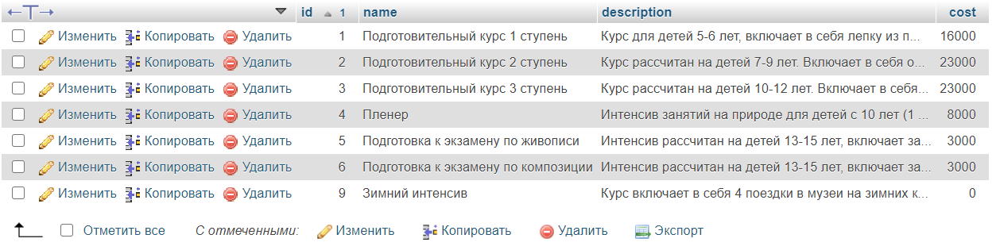 id 1 name description cost
Изменить Копировать Удалить 1 Подготовительный курс 1 ступень Курс для детей 5-6 лет, включает в себя лепку из п... 16000
Изменить Копировать Удалить 2 Подготовительный курс 2 ступень Курс рассчитан на детей 7-9 лет. Включает в себя о... 23000
Изменить Копировать Удалить 3 Подготовительный курс 3 ступень Курс рассчитан на детей 10-12 лет. Включает в себя... 23000
Изменить Копировать Удалить 4 Пленер Интенсив занятий на природе для детей с 10 лет (1 ... 8000
Изменить Копировать Удалить 5 Подготовка к экзамену по живописи Интенсив рассчитан на детей 13-15 лет, включает за... 3000
Изменить Копировать Удалить 6 Подготовка к экзамену по композиции Интенсив рассчитан на детей 13-15 лет, включает за... 3000
Изменить Копировать Удалить 9 Зимний интенсив Курс включает в себя 4 поездки в музеи на зимних к... 0
Отметить все С отмеченными: Изменить Копировать Удалить Экспорт